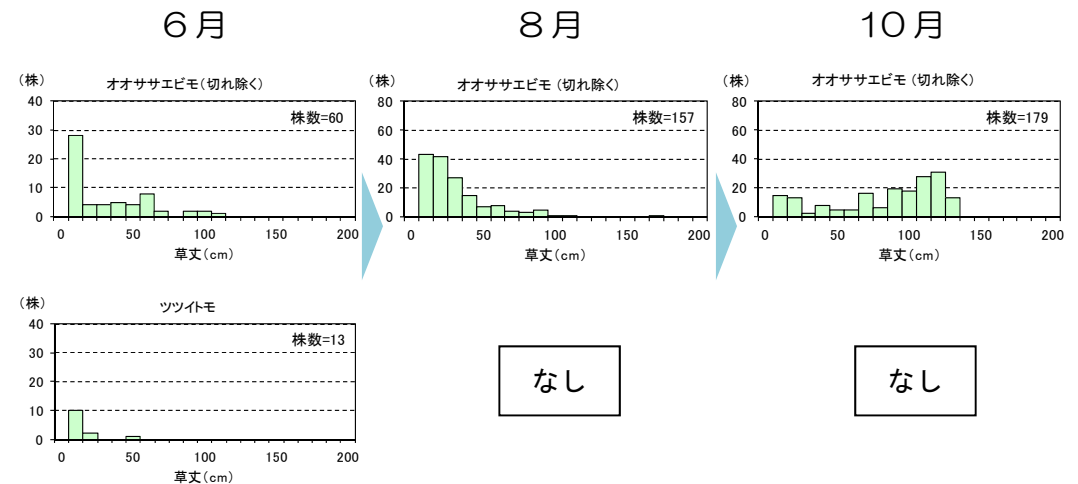 6月
8月
10月
（株）
オオササエビモ（切れ除く）
株数=60
40
30
20
10
0
0 50 100 150 200
草丈（cm）
（株）
オオササエビモ （切れ除く）
株数=157
80
60
40
20
0
0 50 100 150 200
草丈（cm）
（株）
オオササエビモ （切れ除く）
株数=179
80
60
40
20
0
0 50 100 150 200
草丈（cm）
（株）
ツツイトモ
株数=13
40
30
20
10
0
0 50 100 150 200
草丈（cm）
なし
なし